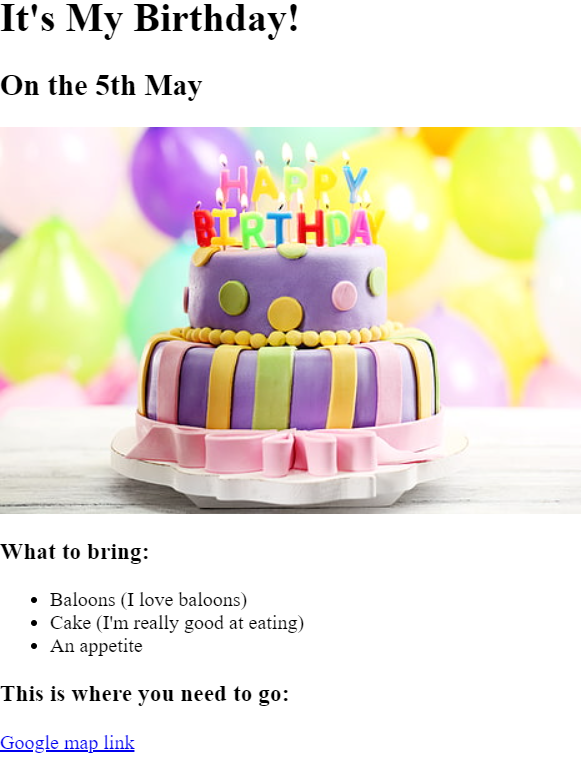 It's My Birthday!
On the 5th May
HAPPY
BIRTHDAY
What to bring:
Baloons (I love baloons)
Cake (I'm really good at eating)
An appetite
This is where you need to go:
Google map link